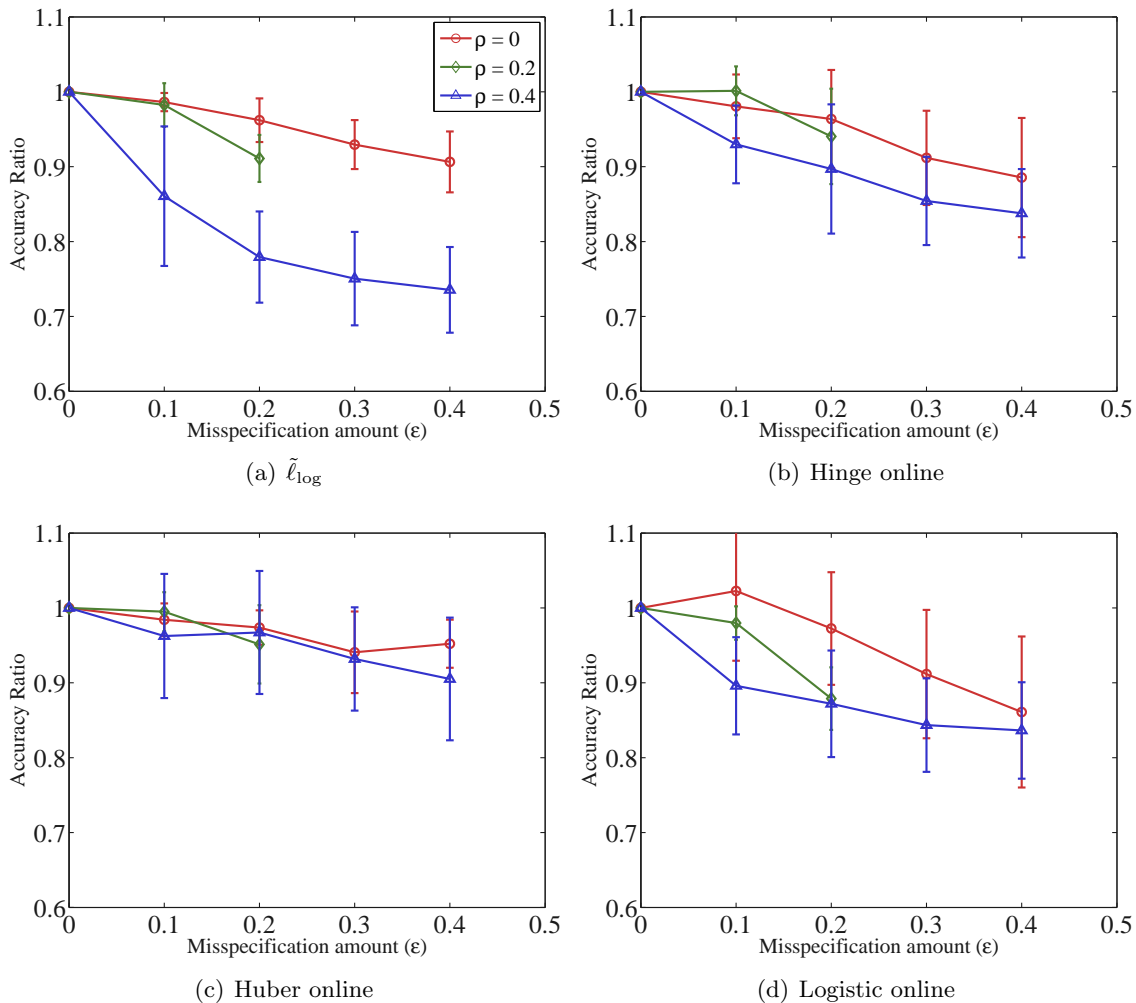 1.1
1
0.9
0.8
0.7
0.6
Accuracy Ratio
ρ = 0
ρ = 0.2
ρ = 0.4
0 0.1 0.2 0.3 0.4 0.5
Misspecification amount (ε)
(a) ℓ̃log
1.1
1
0.9
0.8
0.7
0.6
Accuracy Ratio
0 0.1 0.2 0.3 0.4 0.5
Misspecification amount (ε)
(b) Hinge online
1.1
1
0.9
0.8
0.7
0.6
Accuracy Ratio
0 0.1 0.2 0.3 0.4 0.5
Misspecification amount (ε)
(c) Huber online
1.1
1
0.9
0.8
0.7
0.6
Accuracy Ratio
0 0.1 0.2 0.3 0.4 0.5
Misspecification amount (ε)
(d) Logistic online